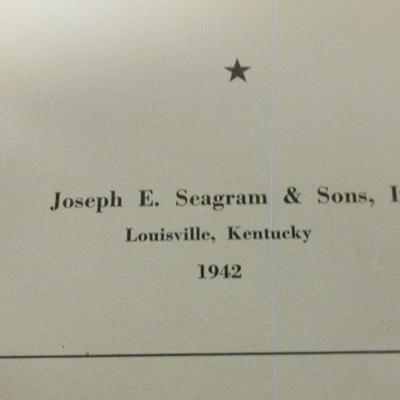 Joseph E. Seagram & Sons, I
Louisville, Kentucky
1942